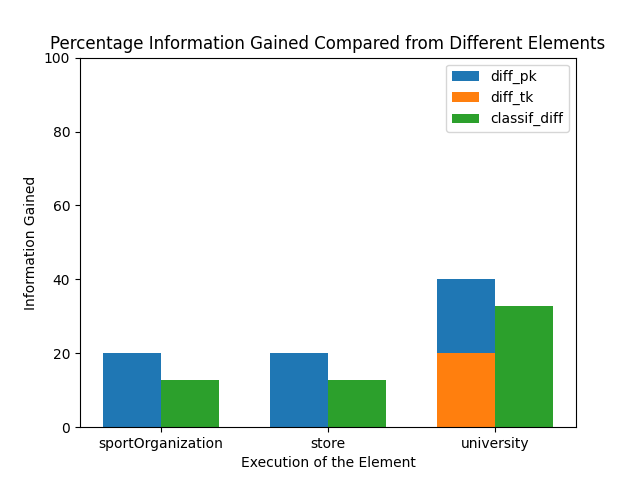 Percentage Information Gained Compared from Different Elements
100
80
60
40
20
0
Information Gained
diff_pk
diff_tk
classif_diff
sportOrganization
store
university
Execution of the Element